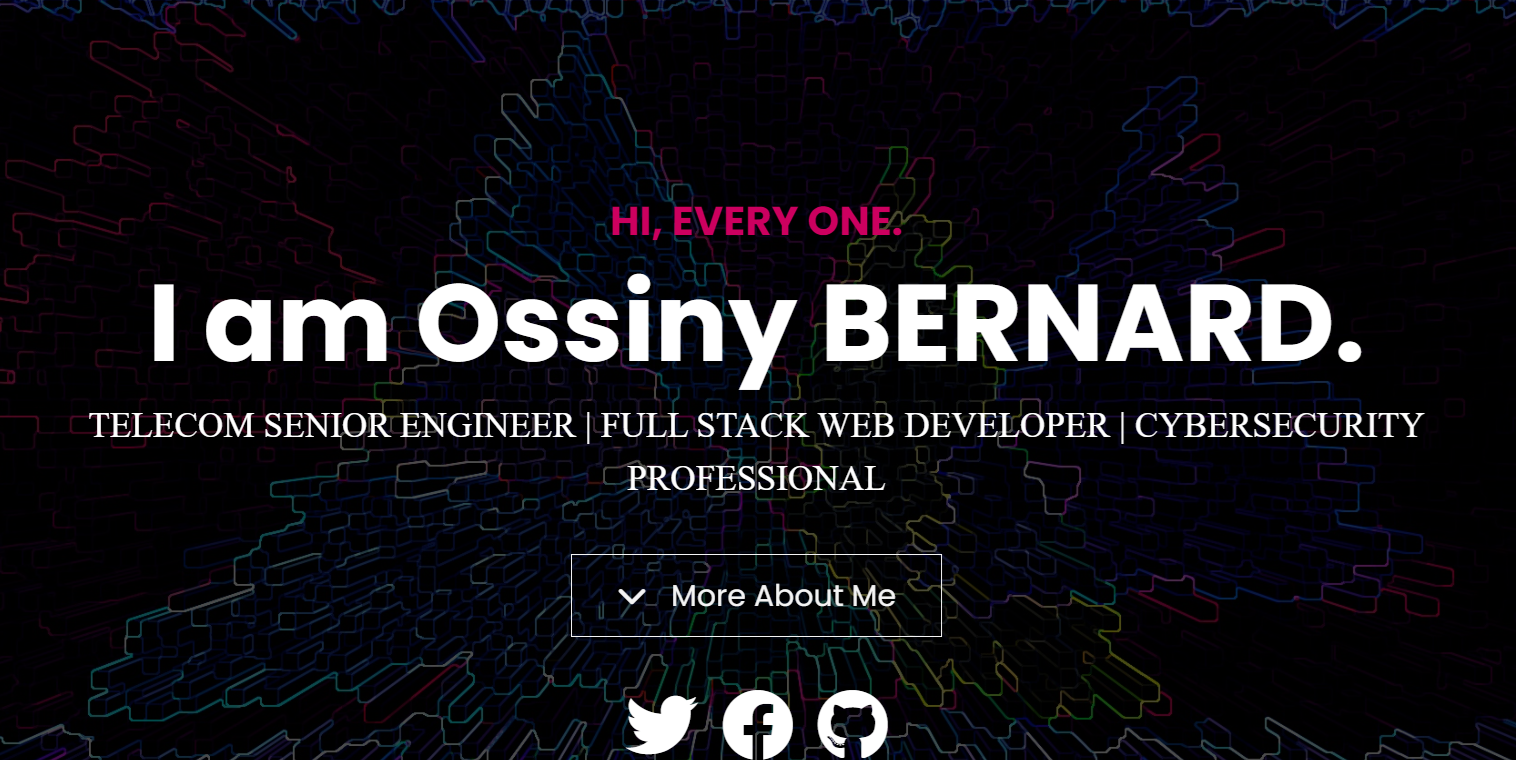 HI, EVERY ONE.
I am Ossiny BERNARD.
TELECOM SENIOR ENGINEER | FULL STACK WEB DEVELOPER | CYBERSECURITY
PROFESSIONAL
More About Me